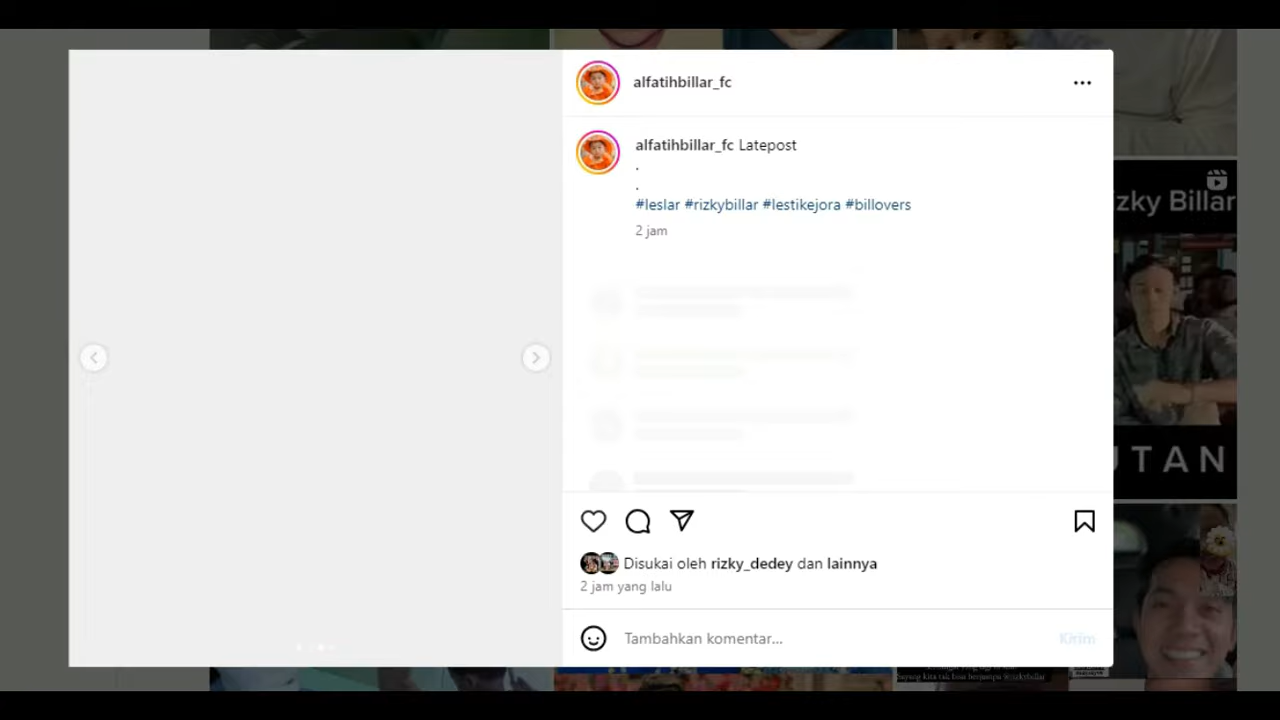 alfatihbillar_fc
alfatihbillar_fc Latepost
.
.
#leslar #rizkybillar #lestikejora #billovers
2 jam
Disukai oleh rizky_dedey dan lainnya
2 jam yang lalu
Tambahkan komentar...
Kirim
zky Billar
UTAN